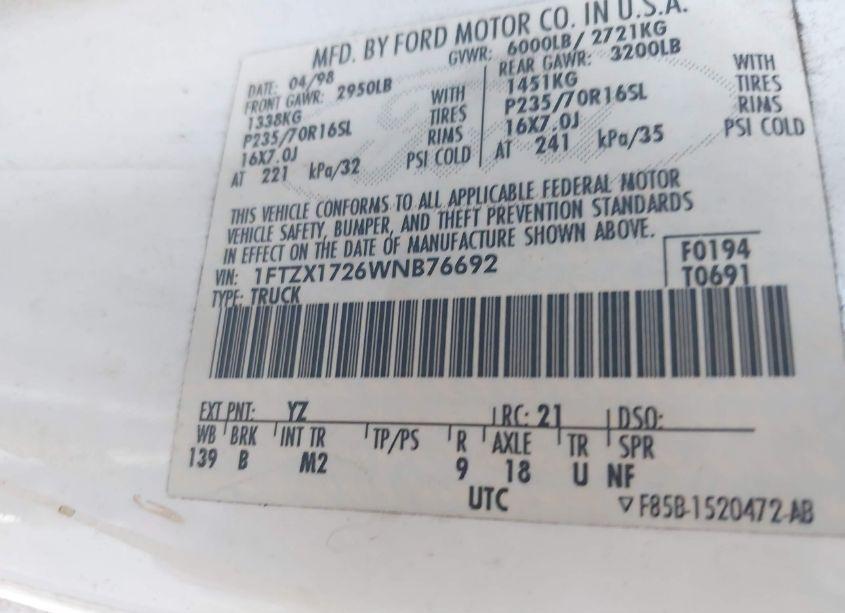 MFD. BY FORD MOTOR CO. IN U.S.A.
DATE: 04/98 GVWR: 6000LB/ 2721KG
FRONT GAWR: 2950LB REAR GAWR: 3200LB
1338KG WITH 1451KG WITH
P235/70R16SL TIRES P235/70R16SL TIRES
16X7.0J RIMS 16X7.0J RIMS
AT 221 kPa/32 PSI COLD AT 241 kPa/35 PSI COLD
THIS VEHICLE CONFORMS TO ALL APPLICABLE FEDERAL MOTOR
VEHICLE SAFETY, BUMPER, AND THEFT PREVENTION STANDARDS
IN EFFECT ON THE DATE OF MANUFACTURE SHOWN ABOVE.
VIN: 1FTZX1726WNB76692 F0194
TYPE: TRUCK T0691
EXT PNT: YZ RC: 21 DSO:
WB BRK INT TR TP/PS R AXLE TR SPR
139 B M2 9 18 U NF
UTC ▽ F85B-1520472-AB